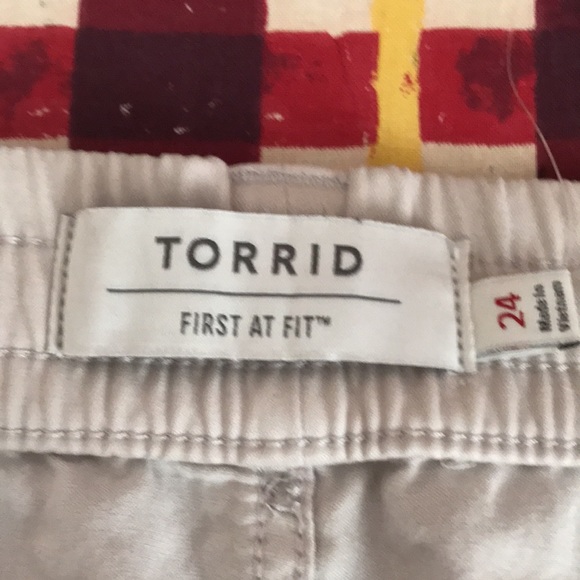 TORRID
FIRST AT FIT™
24
Made in
Vietnam